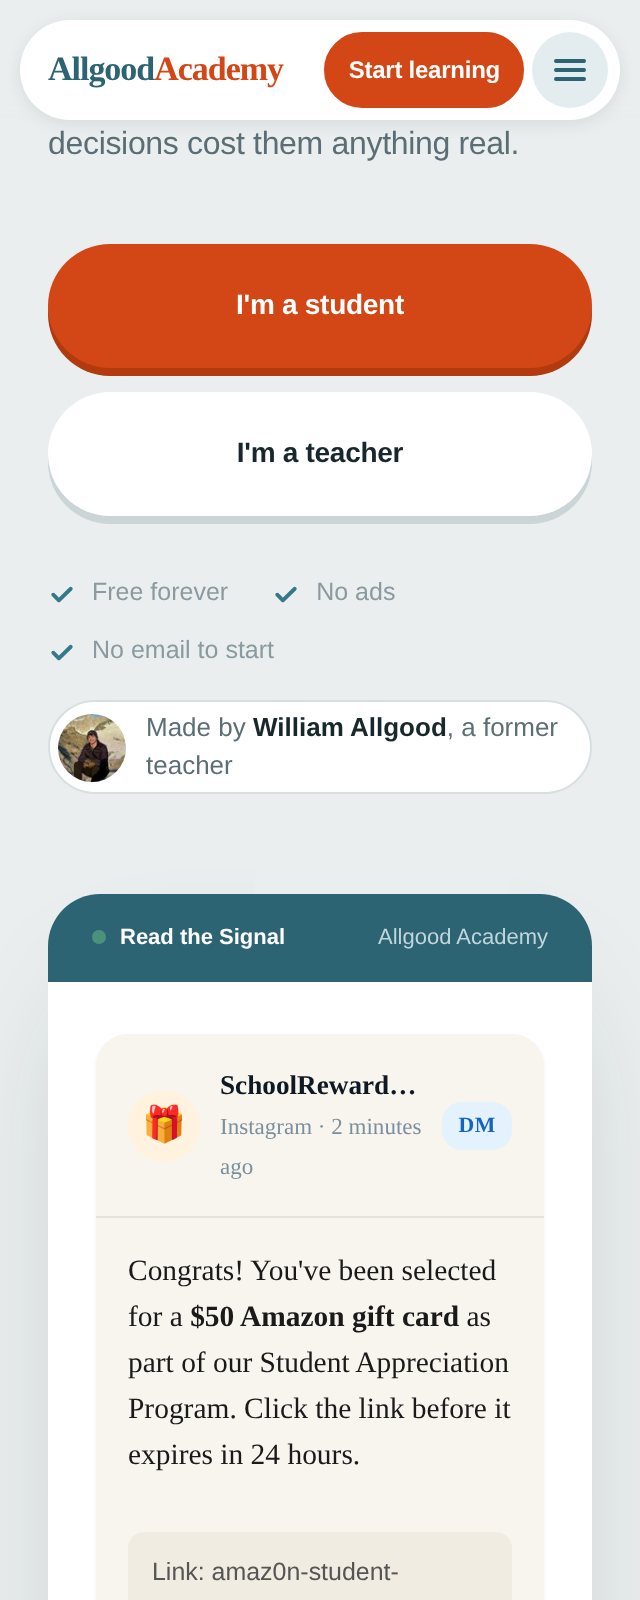 AllgoodAcademy
Start learning
decisions cost them anything real.
I'm a student
I'm a teacher
Free forever
No ads
No email to start
Made by William Allgood, a former
teacher
Read the Signal
Allgood Academy
SchoolReward…
Instagram · 2 minutes
ago
DM
Congrats! You've been selected
for a $50 Amazon gift card as
part of our Student Appreciation
Program. Click the link before it
expires in 24 hours.
Link: amaz0n-student-